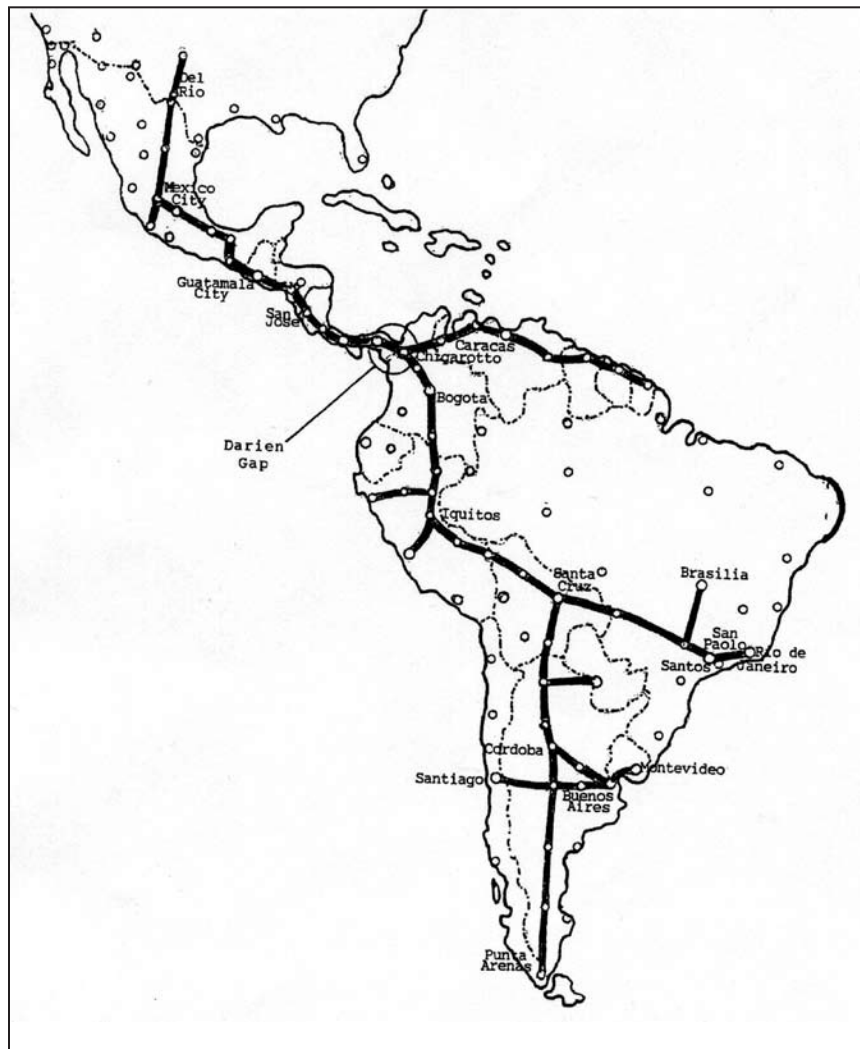 Del
Rio
Mexico
City
Guatamala
City
San
Jose
Caracas
Chigarotto
Bogota
Darien
Gap
Iquitos
Santa
Cruz
Brasilia
San
Paolo
Rio de
Janeiro
Santos
Cordoba
Santiago
Montevideo
Buenos
Aires
Punta
Arenas